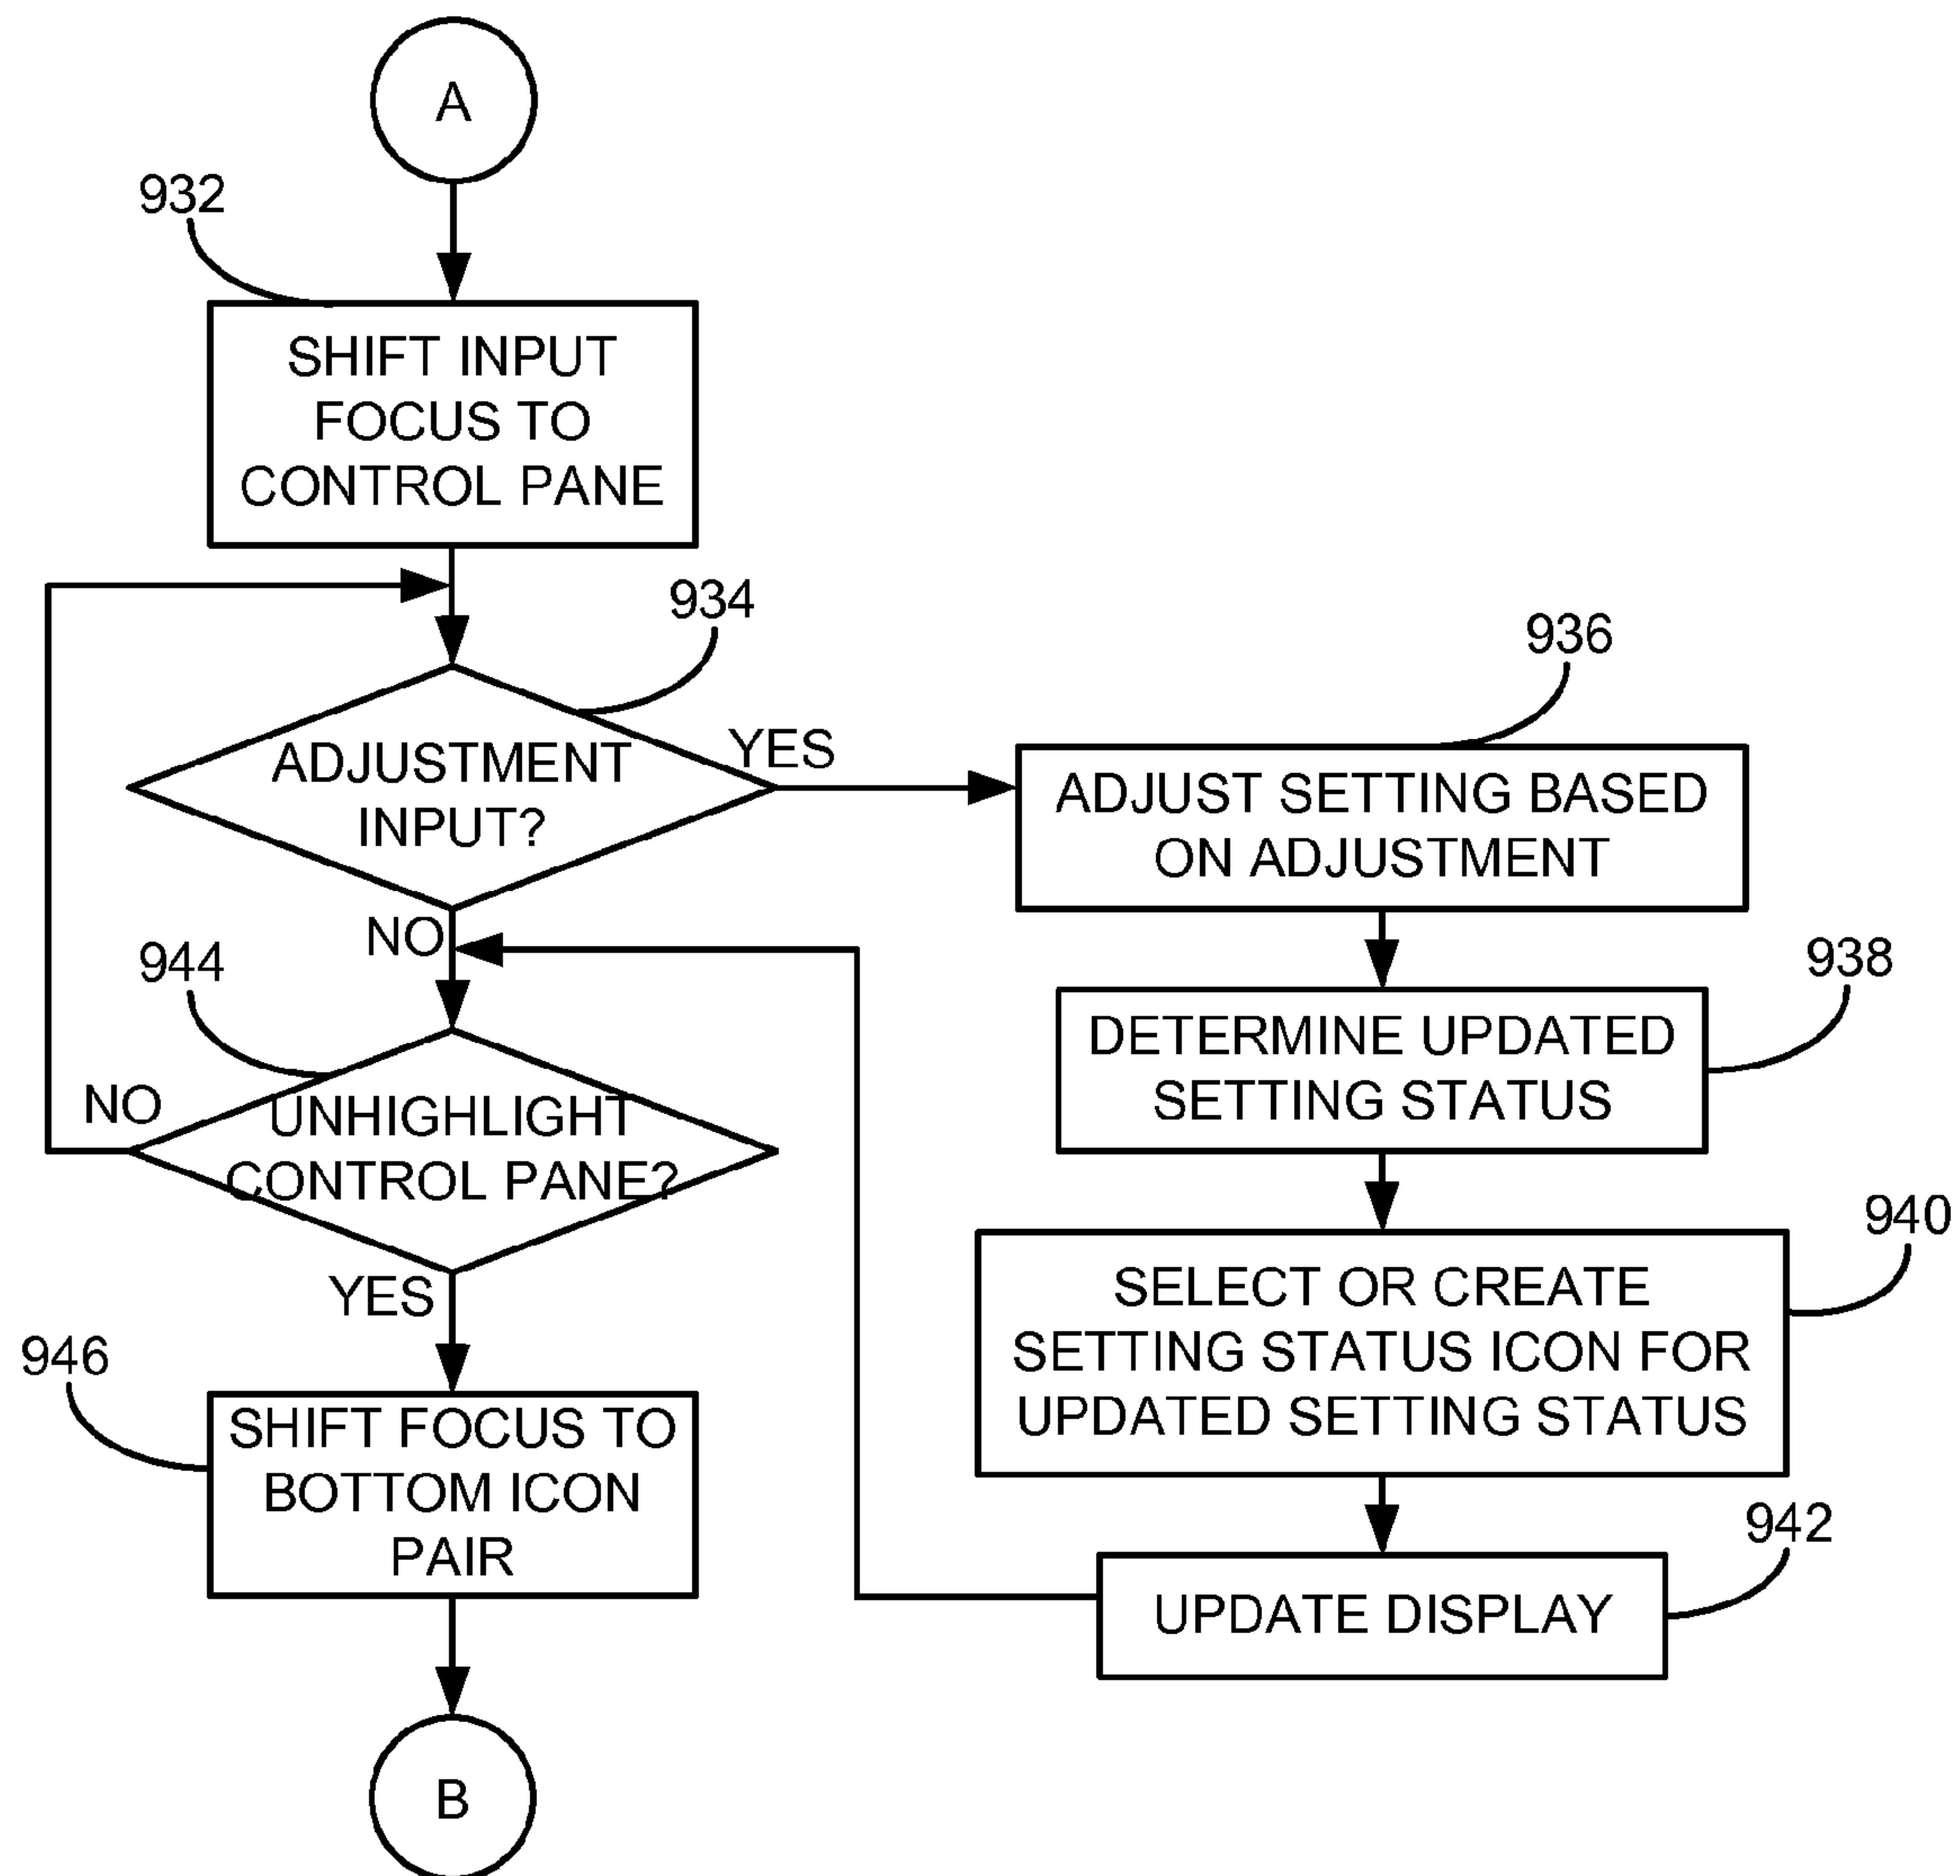 A
932
SHIFT INPUT
FOCUS TO
CONTROL PANE
934
ADJUSTMENT
INPUT?
YES
NO
936
ADJUST SETTING BASED
ON ADJUSTMENT
938
DETERMINE UPDATED
SETTING STATUS
940
SELECT OR CREATE
SETTING STATUS ICON FOR
UPDATED SETTING STATUS
942
UPDATE DISPLAY
944
UNHIGHLIGHT
CONTROL PANE?
NO
YES
946
SHIFT FOCUS TO
BOTTOM ICON
PAIR
B